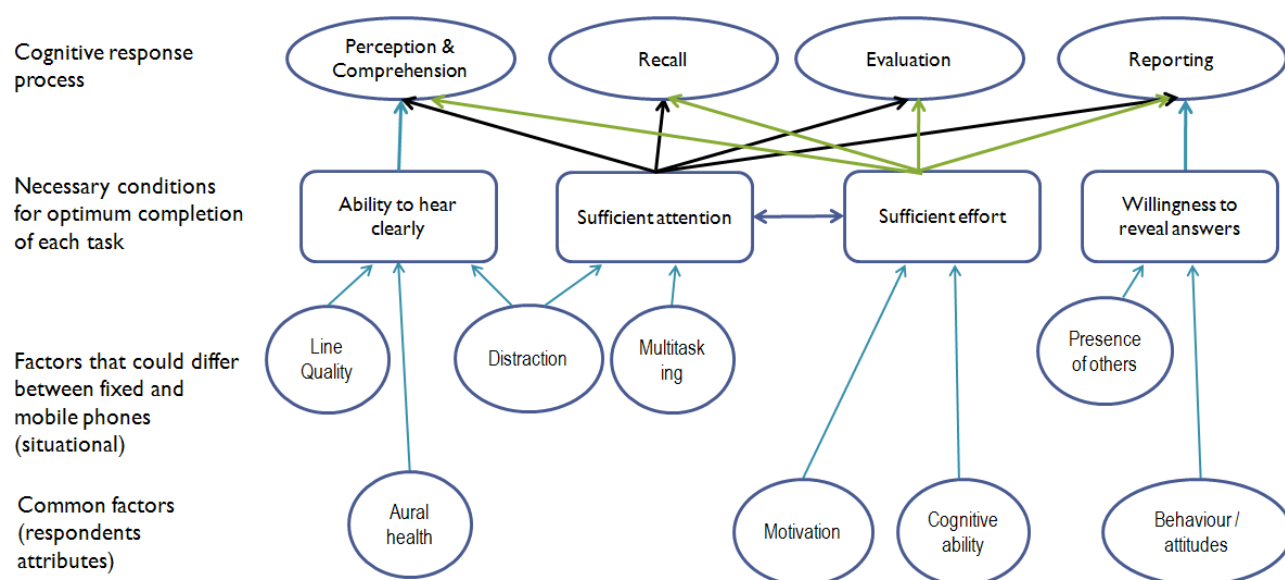 Cognitive response
process
Perception &
Comprehension
Recall
Evaluation
Reporting
Necessary conditions
for optimum completion
of each task
Ability to hear
clearly
Sufficient attention
Sufficient effort
Willingness to
reveal answers
Factors that could differ
between fixed and
mobile phones
(situational)
Line
Quality
Distraction
Multitask
ing
Presence
of others
Common factors
(respondents
attributes)
Aural
health
Motivation
Cognitive
ability
Behaviour /
attitudes